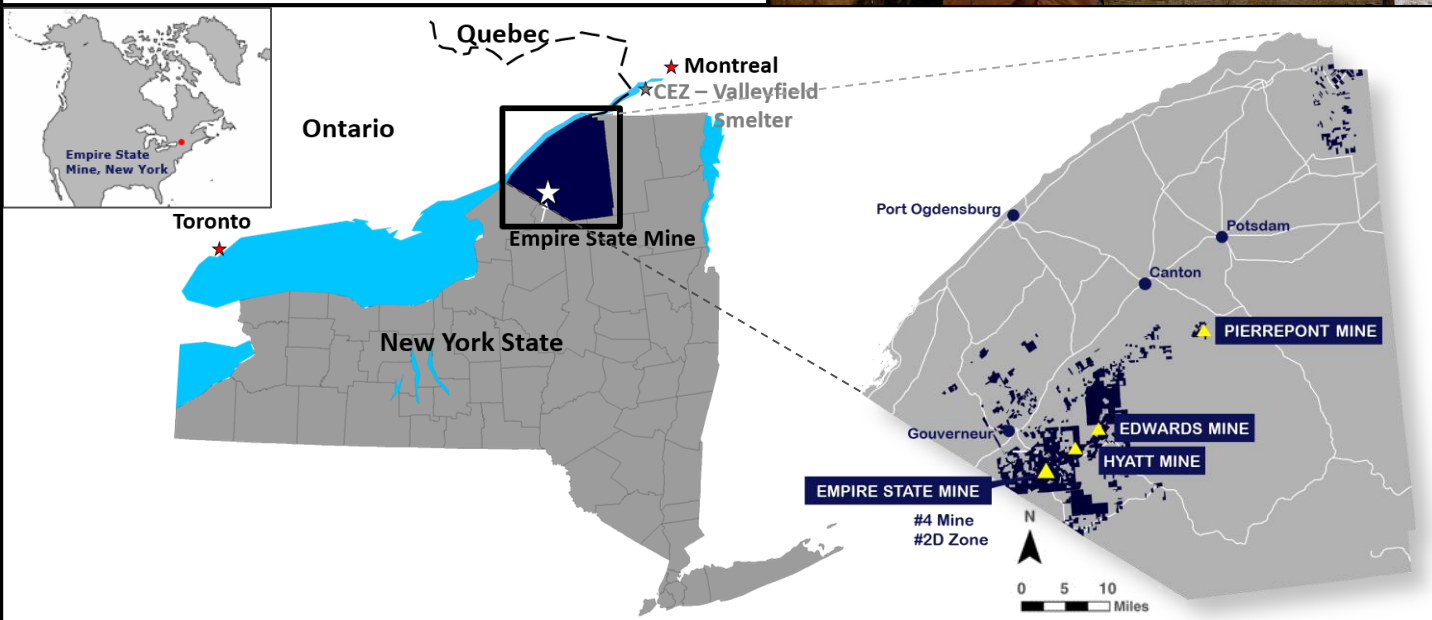 Empire State
Mine, New York
Quebec
Montreal
CEZ – Valleyfield
Smelter
Ontario
Toronto
Empire State Mine
New York State
Port Ogdensburg
Potsdam
Canton
PIERREPONT MINE
Gouverneur
EDWARDS MINE
HYATT MINE
EMPIRE STATE MINE
#4 Mine
#2D Zone
N
0 5 10
Miles